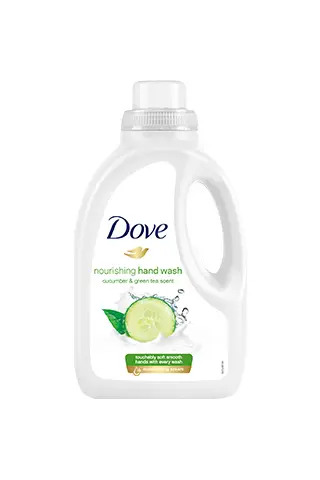 Dove
nourishing hand wash
cucumber & green tea scent
touchably soft smooth
hands with every wash